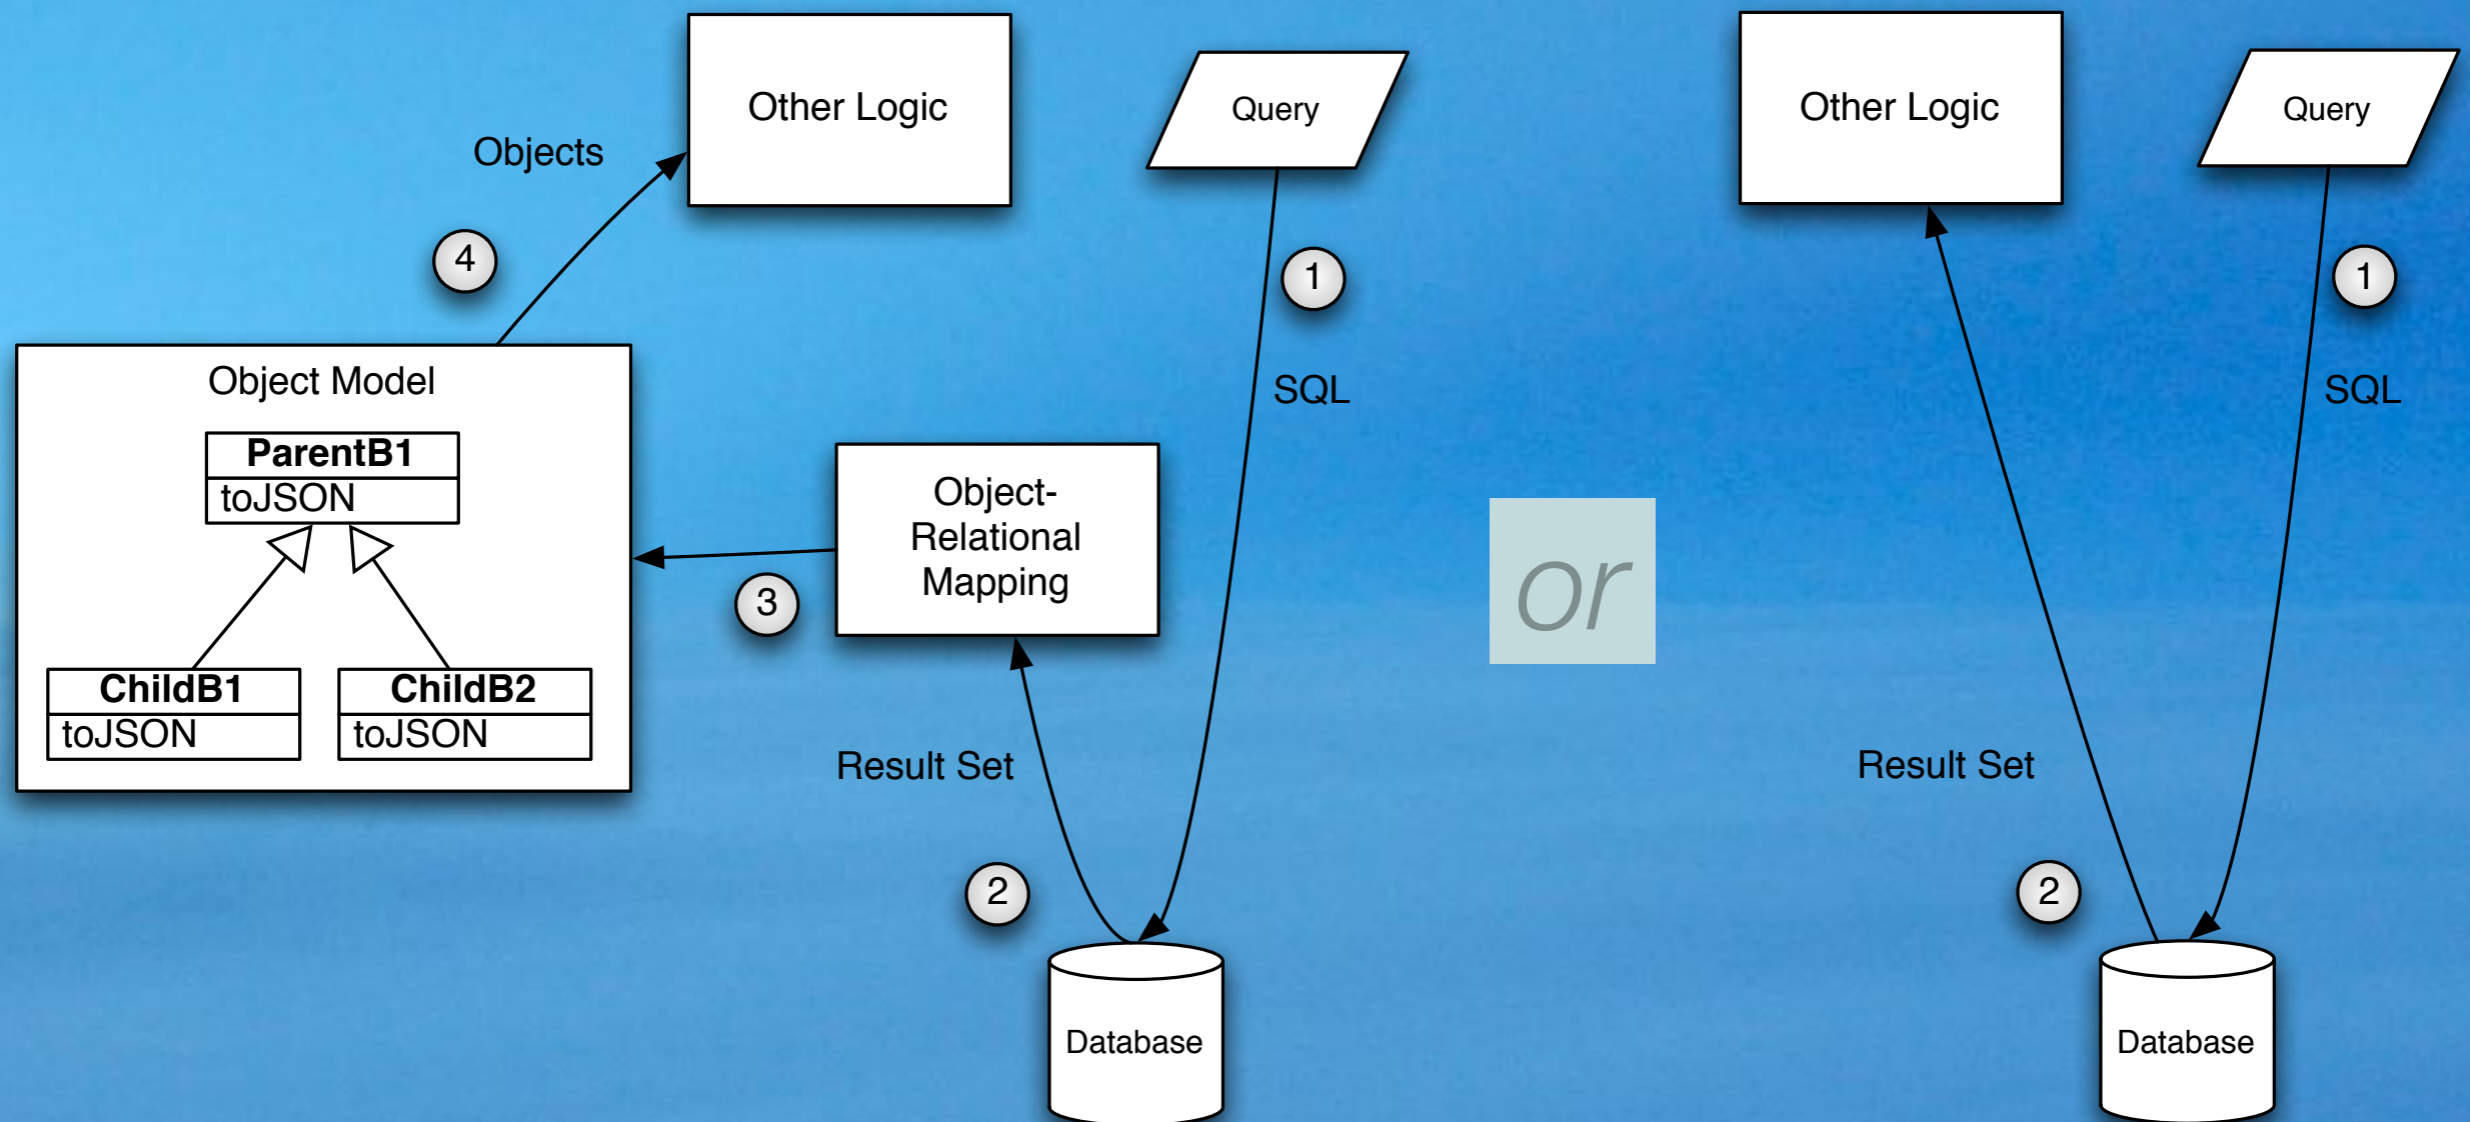 Other Logic
Query
Objects
4
1
SQL
Object Model
ParentB1
toJSON
ChildB1
toJSON
ChildB2
toJSON
Object-
Relational
Mapping
3
Result Set
2
Database
or
Other Logic
Query
1
SQL
Result Set
2
Database